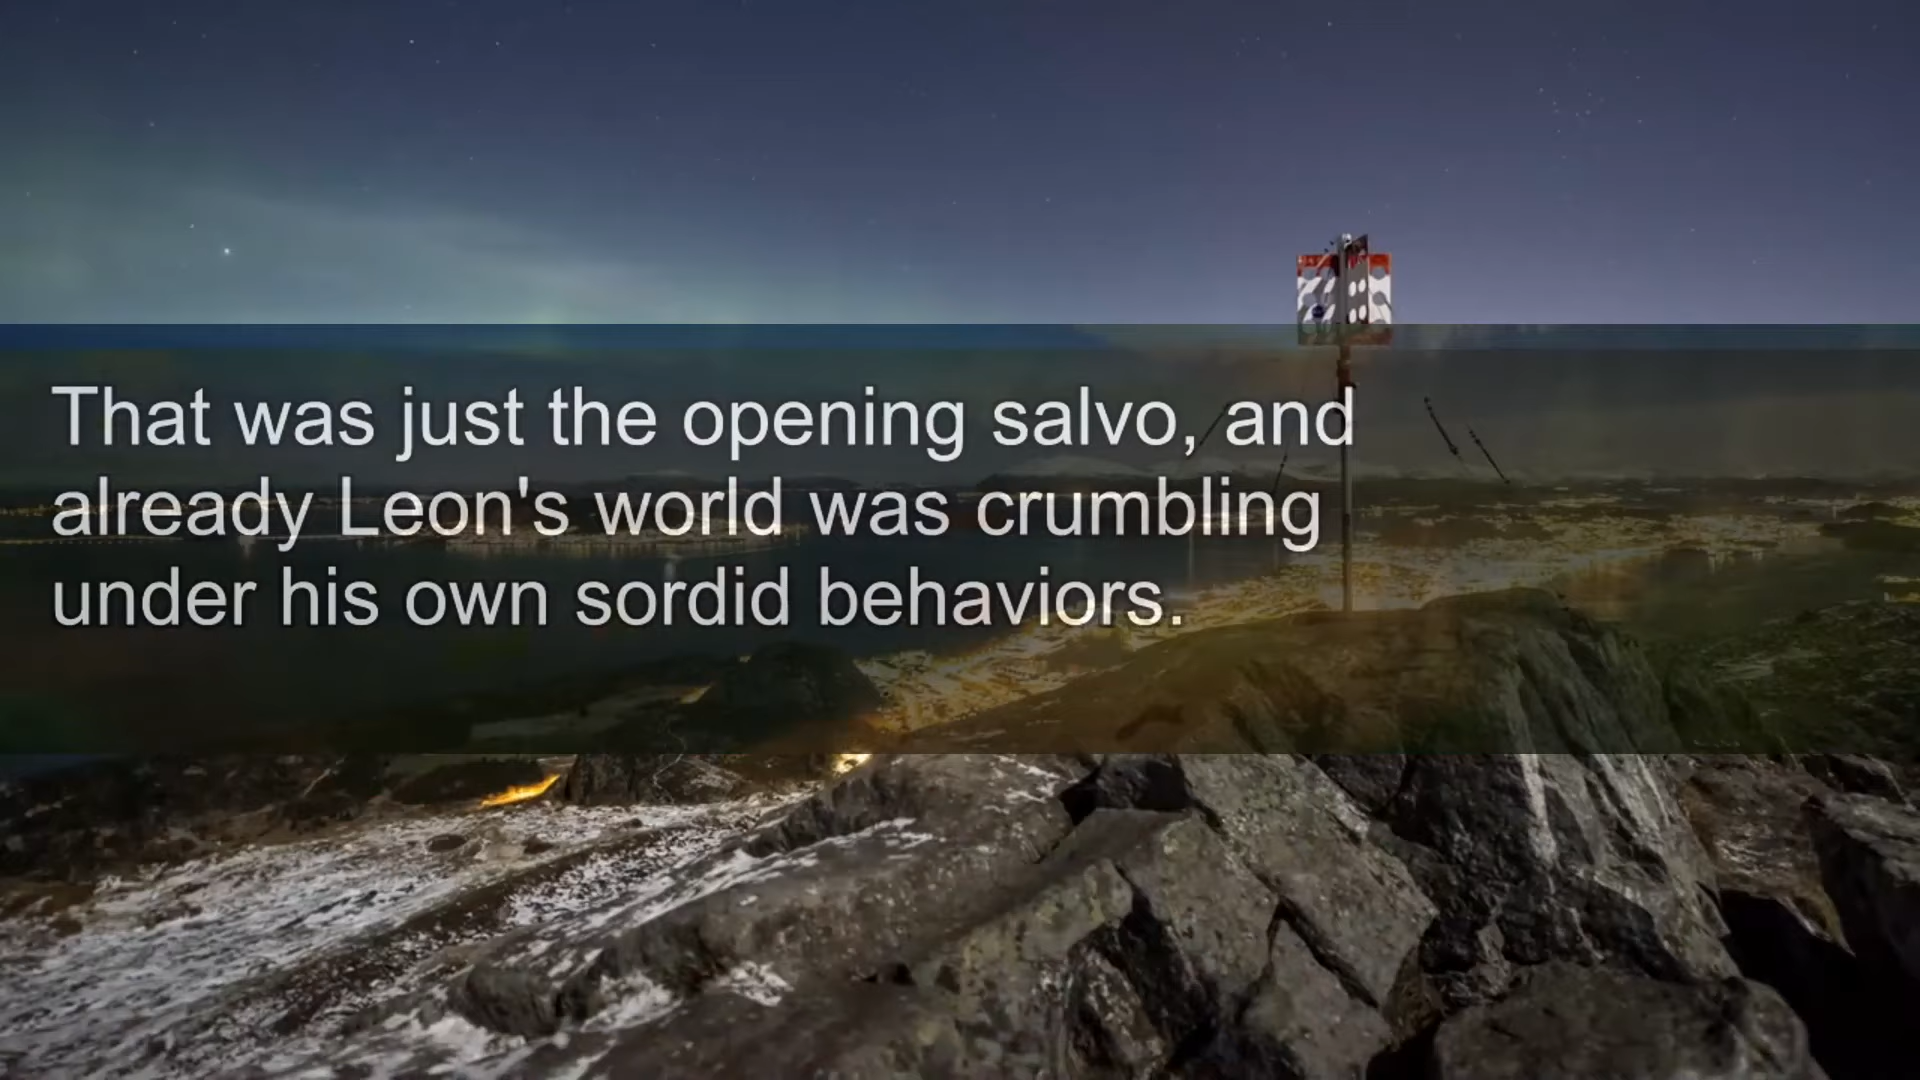 That was just the opening salvo, and
already Leon's world was crumbling
under his own sordid behaviors.